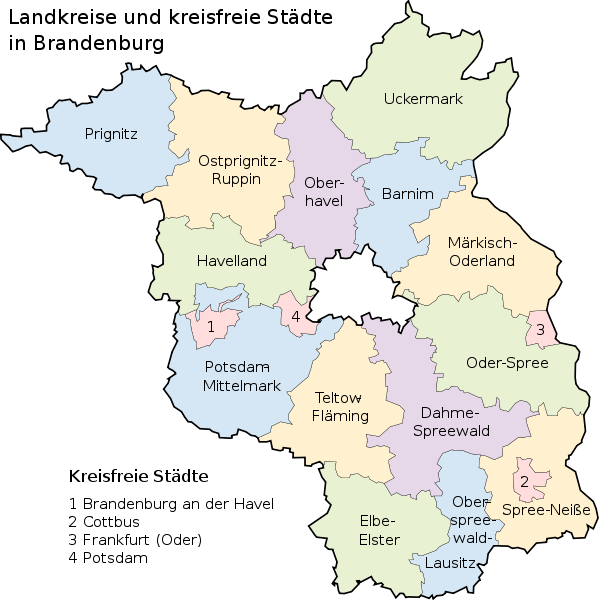 Landkreise und kreisfreie Städte
in Brandenburg
Uckermark
Prignitz
Ostprignitz-
Ruppin
Ober-
havel
Barnim
Märkisch-
Oderland
Havelland
1
4
3
Potsdam
Mittelmark
Oder-Spree
Teltow-
Fläming
Dahme-
Spreewald
2
Spree-Neiße
Ober
spree-
wald-
Lausitz
Elbe-
Elster
Kreisfreie Städte
1 Brandenburg an der Havel
2 Cottbus
3 Frankfurt (Oder)
4 Potsdam